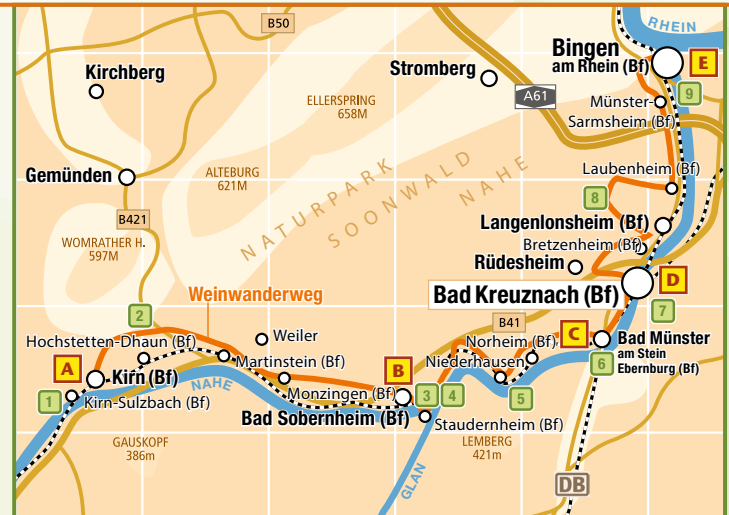 B50
RHEIN
Bingen
am Rhein (Bf)
E
Kirchberg
Stromberg
A61
9
ELLERSPRING
658M
Münster-
Sarmsheim (Bf)
Gemünden
ALTEBURG
621M
NATURPARK
SOONWALD
NAHE
Laubenheim (Bf)
8
B421
WOMRATHER H.
597M
Langenlonsheim (Bf)
Bretzenheim (Bf)
Rüdesheim
D
Weinwanderweg
Bad Kreuznach (Bf)
7
2
B41
C
Hochstetten-Dhaun (Bf)
Weiler
Norheim (Bf)
Bad Münster
am Stein
Ebernburg (Bf)
6
A
Martinstein (Bf)
Niederhausen
Kirn (Bf)
NAHE
B
1
Kirn-Sulzbach (Bf)
Monzingen (Bf)
3
4
5
Bad Sobernheim (Bf)
Staudernheim (Bf)
GAUSKOPF
386m
LEMBERG
421m
GLAN
DB